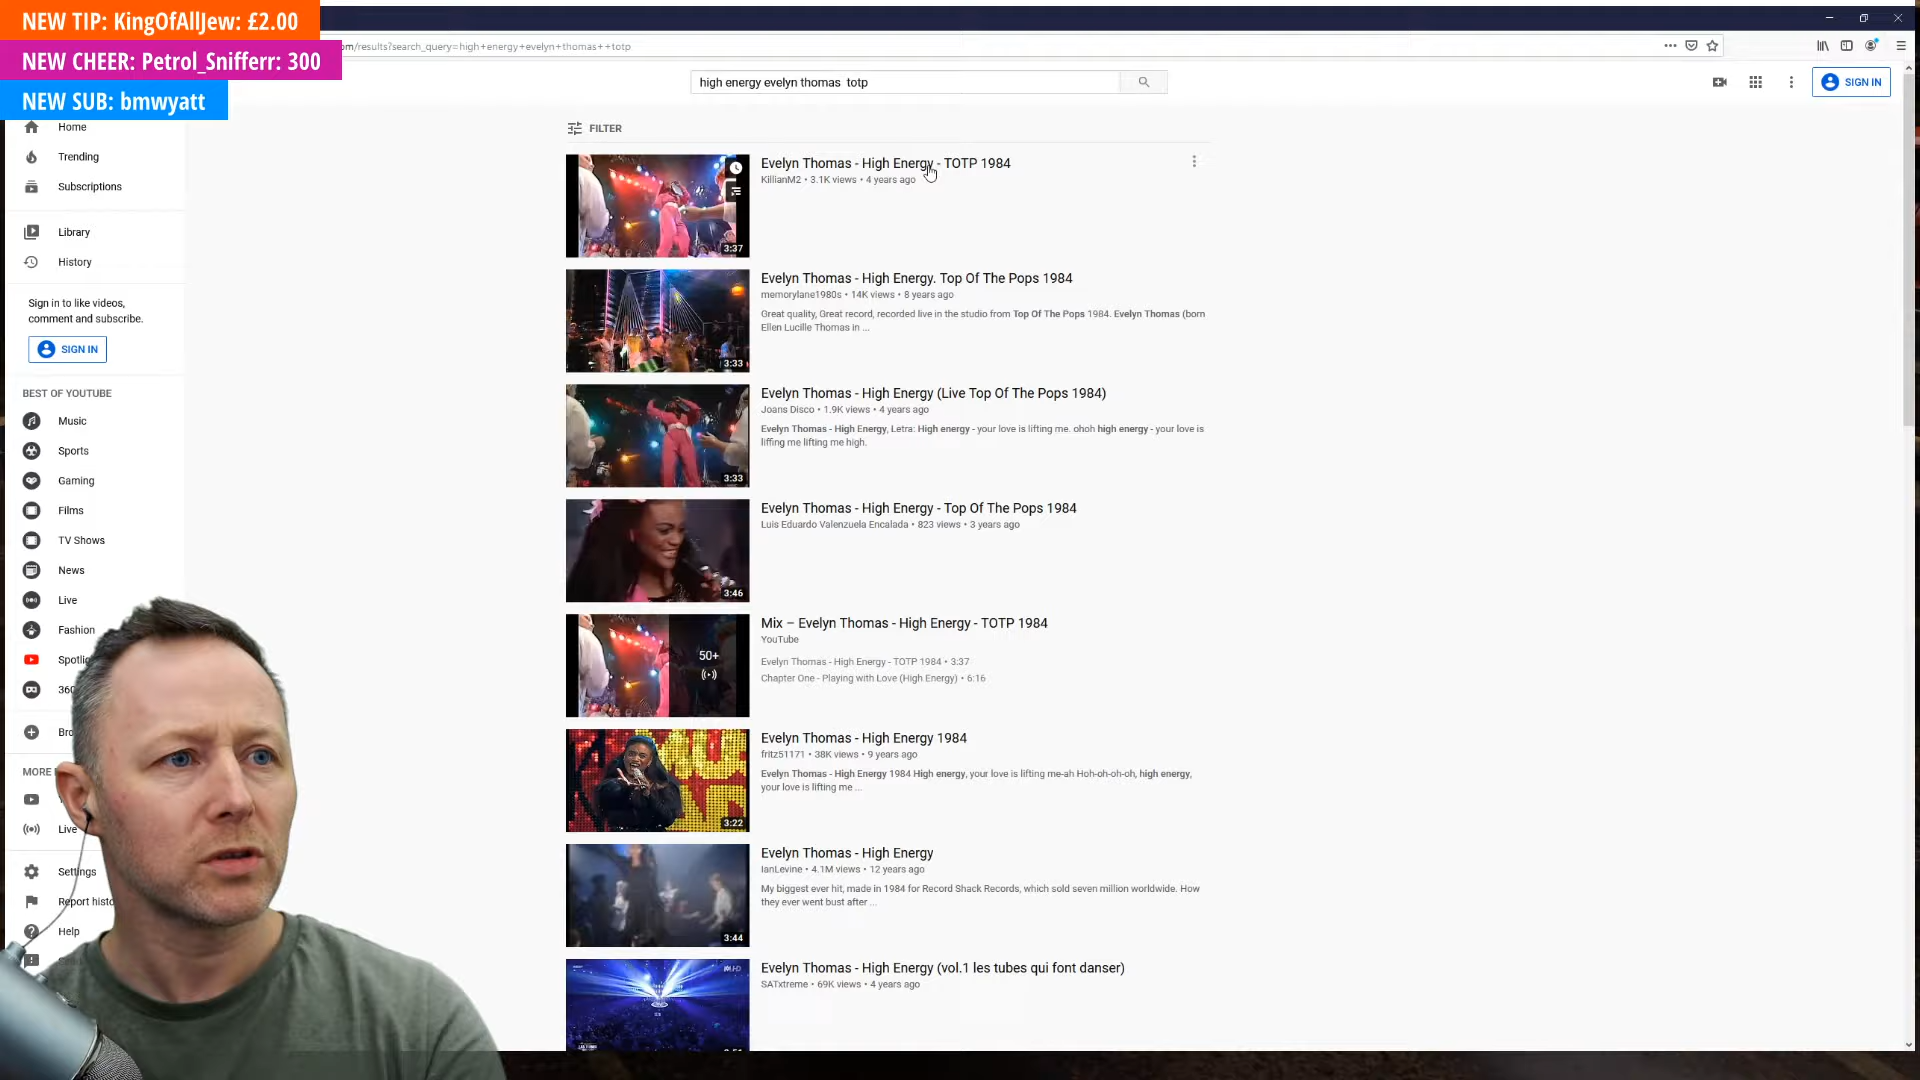 NEW TIP: KingOfAllJew: £2.00
NEW CHEER: Petrol_Snifferr: 300
NEW SUB: bmwyatt
om/results?search_query=high+energy+evelyn+thomas++totp
high energy evelyn thomas  totp
SIGN IN
Home
Trending
Subscriptions
Library
History
Sign in to like videos,
comment and subscribe.
SIGN IN
BEST OF YOUTUBE
Music
Sports
Gaming
Films
TV Shows
News
Live
Fashion
Spotli
360
Bro
MORE
Live
Settings
Report histo
Help
FILTER
Evelyn Thomas - High Energy - TOTP 1984
KillianM2 • 3.1K views • 4 years ago
3:37
Evelyn Thomas - High Energy. Top Of The Pops 1984
memorylane1980s • 14K views • 8 years ago
Great quality, Great record, recorded live in the studio from Top Of The Pops 1984. Evelyn Thomas (born
Ellen Lucille Thomas in ...
3:33
Evelyn Thomas - High Energy (Live Top Of The Pops 1984)
Joans Disco • 1.9K views • 4 years ago
Evelyn Thomas - High Energy, Letra: High energy - your love is lifting me. ohoh high energy - your love is
liffing me lifting me high.
3:33
Evelyn Thomas - High Energy - Top Of The Pops 1984
Luis Eduardo Valenzuela Encalada • 823 views • 3 years ago
3:46
Mix – Evelyn Thomas - High Energy - TOTP 1984
YouTube
50+
Evelyn Thomas - High Energy - TOTP 1984 • 3:37
Chapter One - Playing with Love (High Energy) • 6:16
Evelyn Thomas - High Energy 1984
fritz51171 • 38K views • 9 years ago
Evelyn Thomas - High Energy 1984 High energy, your love is lifting me-ah Hoh-oh-oh-oh, high energy,
your love is lifting me ...
3:22
Evelyn Thomas - High Energy
IanLevine • 4.1M views • 12 years ago
My biggest ever hit, made in 1984 for Record Shack Records, which sold seven million worldwide. How
they ever went bust after ...
3:44
Evelyn Thomas - High Energy (vol.1 les tubes qui font danser)
SATxtreme • 69K views • 4 years ago